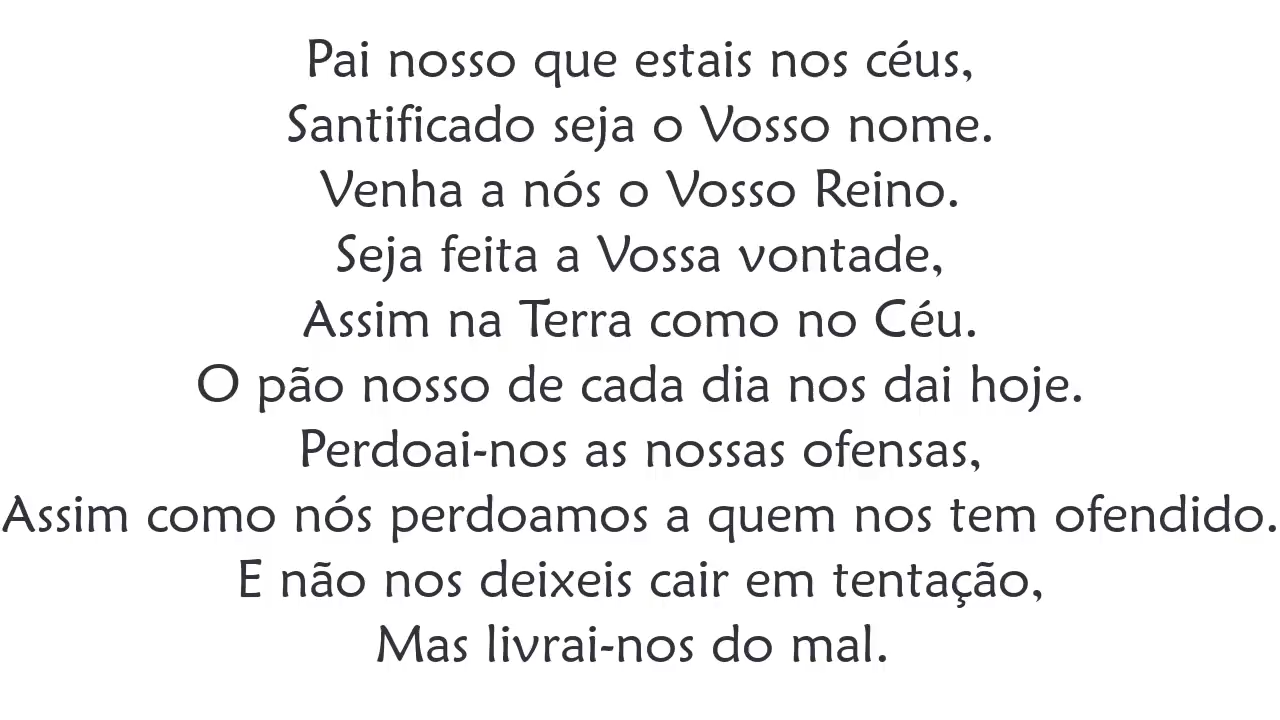 Pai nosso que estais nos céus,
Santificado seja o Vosso nome.
Venha a nós o Vosso Reino.
Seja feita a Vossa vontade,
Assim na Terra como no Céu.
O pão nosso de cada dia nos dai hoje.
Perdoai-nos as nossas ofensas,
Assim como nós perdoamos a quem nos tem ofendido.
E não nos deixeis cair em tentação,
Mas livrai-nos do mal.